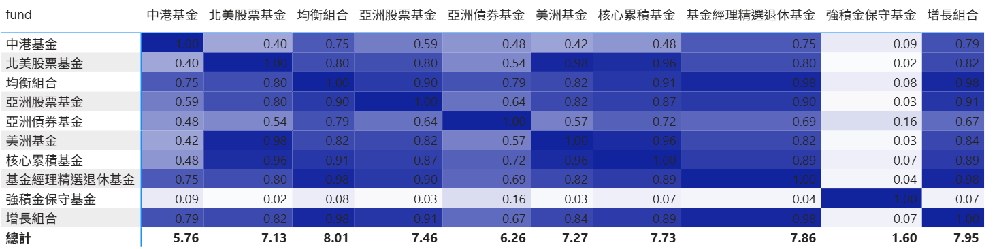 fund 中港基金 北美股票基金 均衡組合 亞洲股票基金 亞洲債券基金 美洲基金 核心累積基金 基金經理精選退休基金 強積金保守基金 增長組合
中港基金 1.00 0.40 0.75 0.59 0.48 0.42 0.48 0.75 0.09 0.79
北美股票基金 0.40 1.00 0.80 0.80 0.54 0.98 0.96 0.80 0.02 0.82
均衡組合 0.75 0.80 1.00 0.90 0.79 0.82 0.91 0.98 0.08 0.98
亞洲股票基金 0.59 0.80 0.90 1.00 0.64 0.82 0.87 0.90 0.03 0.91
亞洲債券基金 0.48 0.54 0.79 0.64 1.00 0.57 0.72 0.69 0.16 0.67
美洲基金 0.42 0.98 0.82 0.82 0.57 1.00 0.96 0.82 0.03 0.84
核心累積基金 0.48 0.96 0.91 0.87 0.72 0.96 1.00 0.89 0.07 0.89
基金經理精選退休基金 0.75 0.80 0.98 0.90 0.69 0.82 0.89 1.00 0.04 0.98
強積金保守基金 0.09 0.02 0.08 0.03 0.16 0.03 0.07 0.04 1.00 0.07
增長組合 0.79 0.82 0.98 0.91 0.67 0.84 0.89 0.98 0.07 1.00
總計 5.76 7.13 8.01 7.46 6.26 7.27 7.73 7.86 1.60 7.95